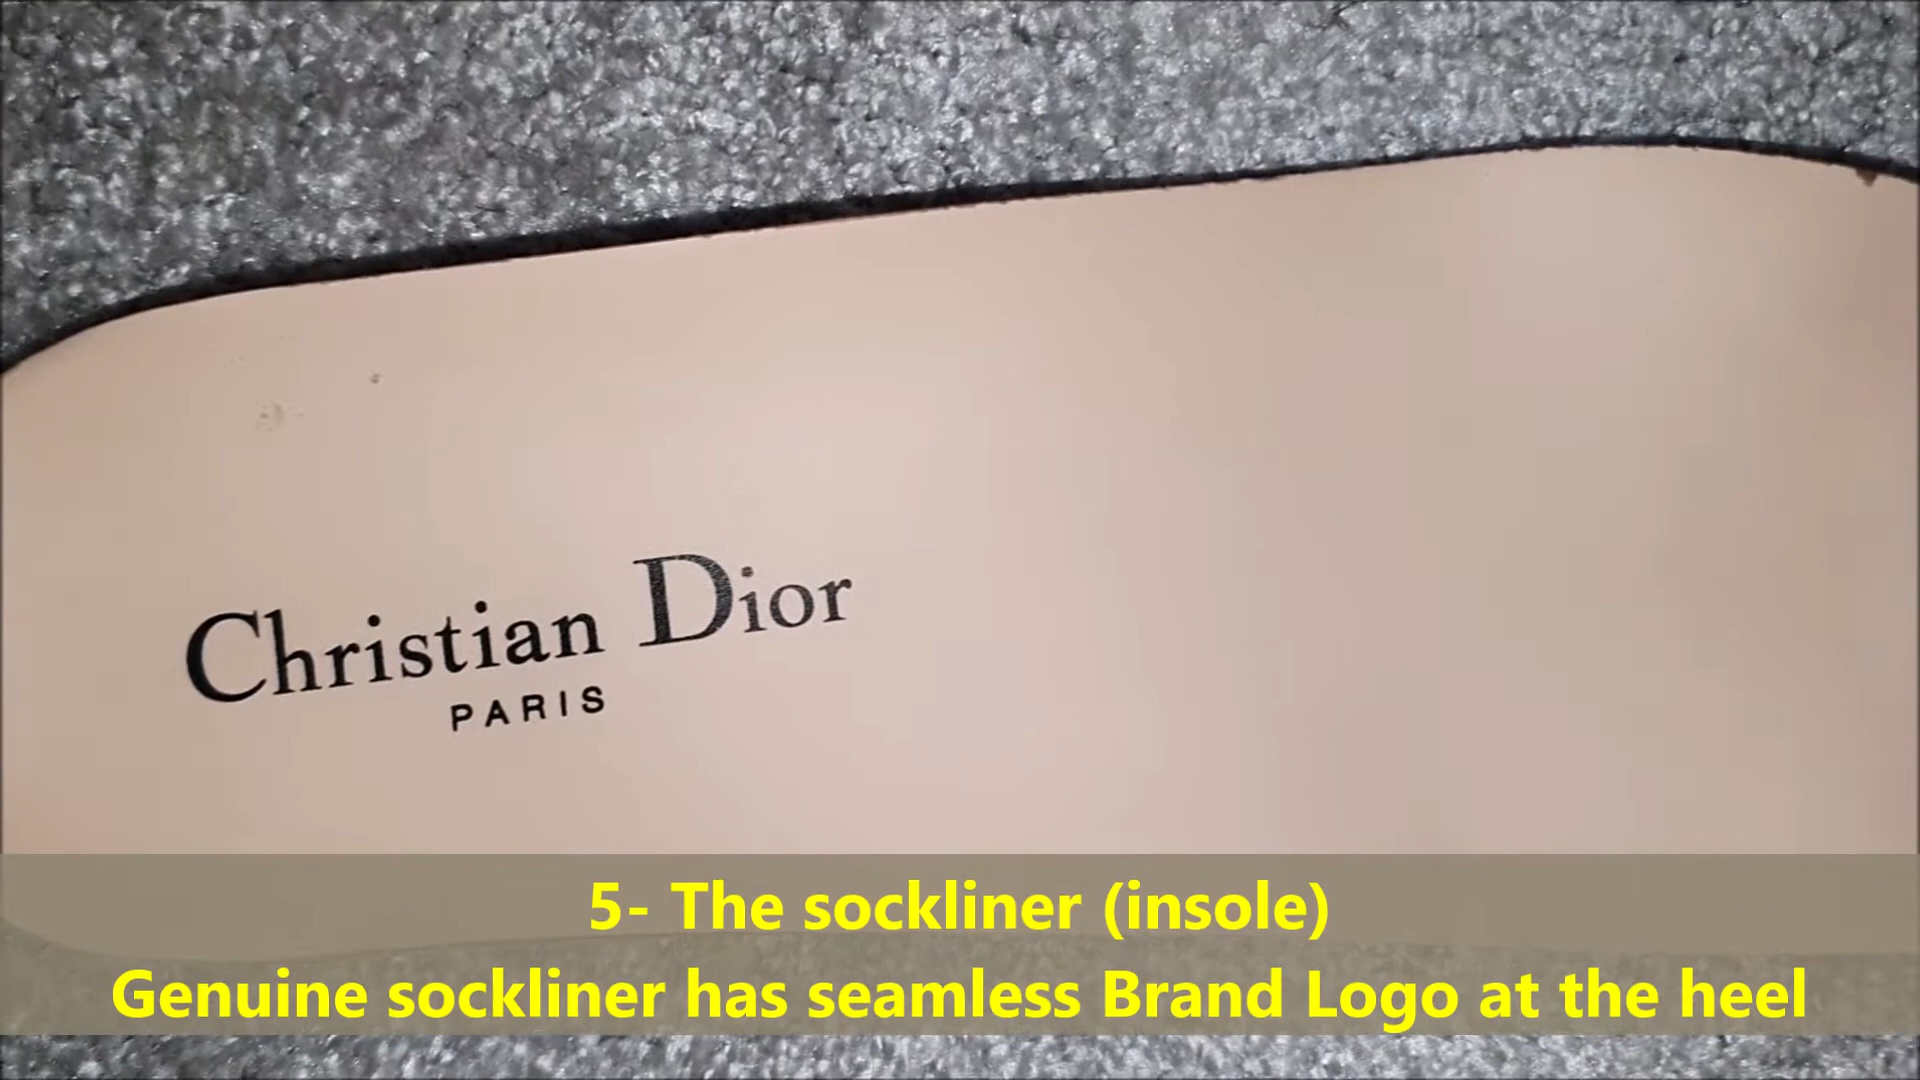 Christian Dior
PARIS
5- The sockliner (insole)
Genuine sockliner has seamless Brand Logo at the heel